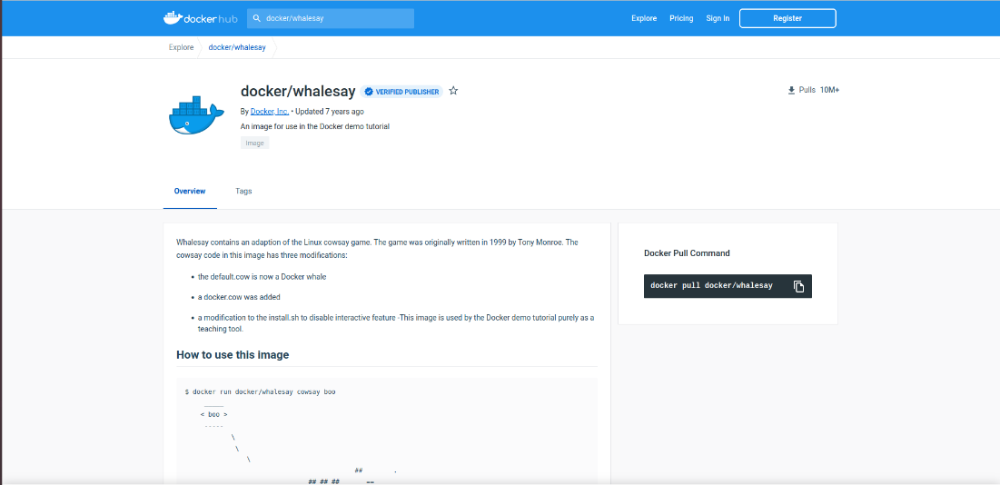 docker hub
docker/whalesay
Explore Pricing Sign In Register
Explore docker/whalesay
docker/whalesay VERIFIED PUBLISHER
Pulls 10M+
By Docker, Inc. • Updated 7 years ago
An image for use in the Docker demo tutorial
Image
Overview Tags
Whalesay contains an adaption of the Linux cowsay game. The game was originally written in 1999 by Tony Monroe. The
cowsay code in this image has three modifications:
• the default.cow is now a Docker whale
• a docker.cow was added
• a modification to the install.sh to disable interactive feature -This image is used by the Docker demo tutorial purely as a
teaching tool.
How to use this image
$ docker run docker/whalesay cowsay boo
_____
< boo >
-----
\
\
\
## .
## ## ## ==
Docker Pull Command
docker pull docker/whalesay